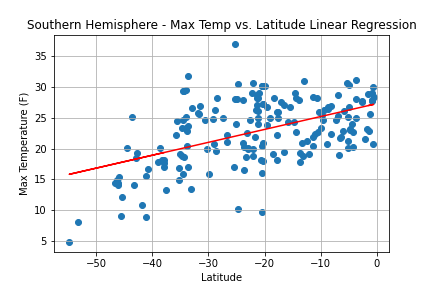 Southern Hemisphere - Max Temp vs. Latitude Linear Regression
Max Temperature (F)
35
30
25
20
15
10
5
−50 −40 −30 −20 −10 0
Latitude